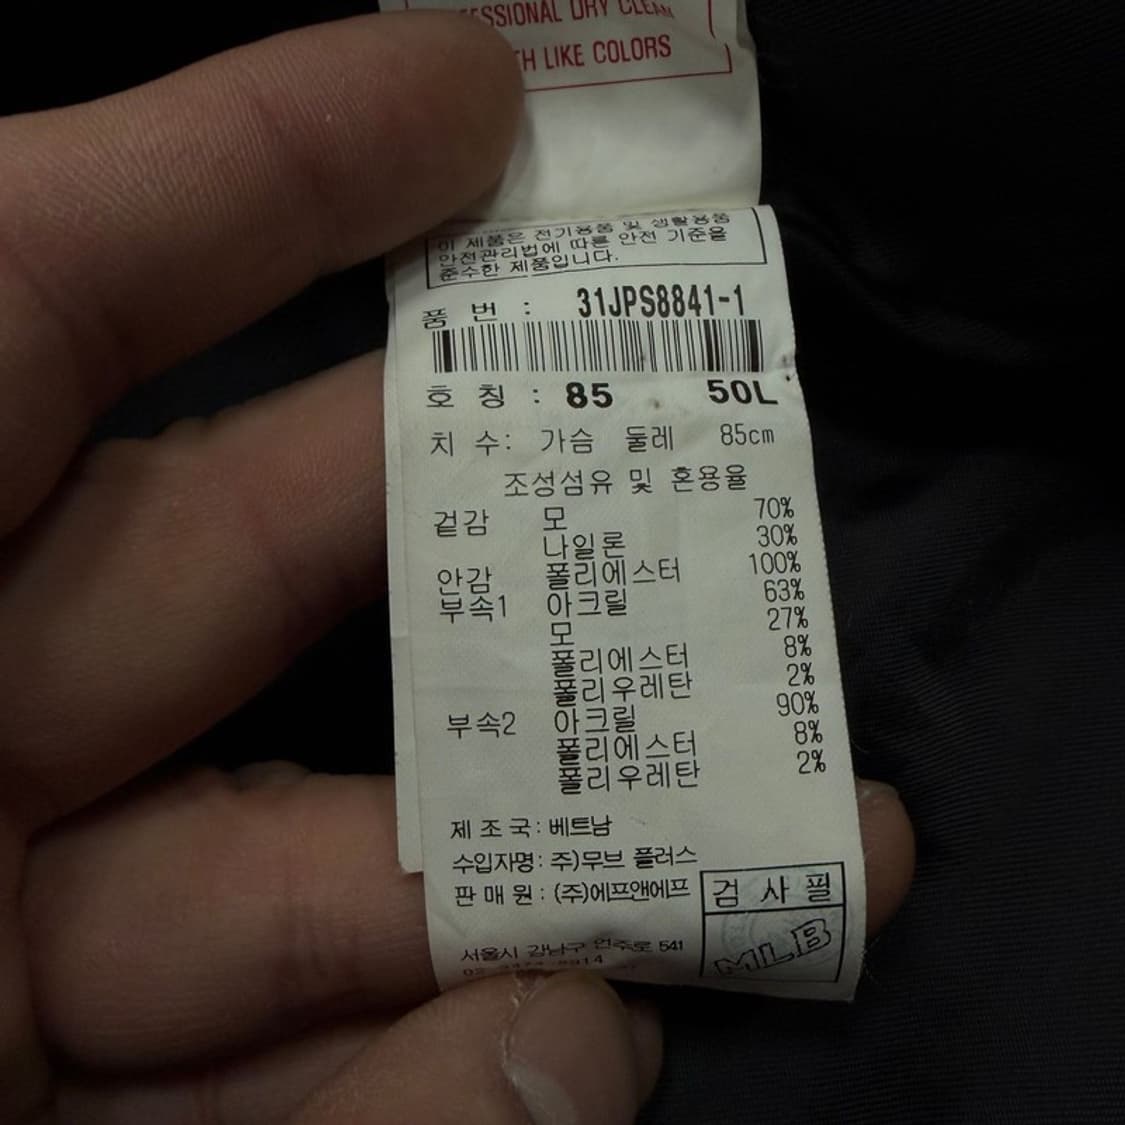 PROFESSIONAL DRY CLEAN
LIKE COLORS
이 제품은 전기용품 및 생활용품
안전관리법에 따른 안전 기준을
준수한 제품입니다.
품 번 : 31JPS8841-1
호 칭 : 85 50L
치 수: 가슴 둘레 85cm
조성섬유 및 혼용율
겉감 모 70%
나일론 30%
안감 폴리에스터 100%
부속1 아크릴 63%
모 27%
폴리에스터 8%
폴리우레탄 2%
부속2 아크릴 90%
폴리에스터 8%
폴리우레탄 2%
제 조 국: 베트남
수입자명: 주)무브 플러스
판 매 원: (주)에프앤에프
검 사 필
MLB
서울시 강남구 언주로 541